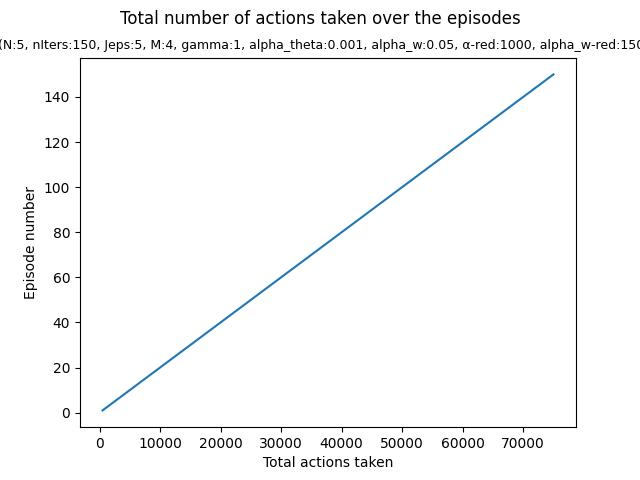 Total number of actions taken over the episodes
(N:5, nIters:150, Jeps:5, M:4, gamma:1, alpha_theta:0.001, alpha_w:0.05, α-red:1000, alpha_w-red:150
140
120
100
80
60
40
20
0
Episode number
0 10000 20000 30000 40000 50000 60000 70000
Total actions taken